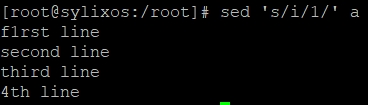 [root@sylixos:/root]# sed 's/i/1/' a
f1rst line
second line
third line
4th line